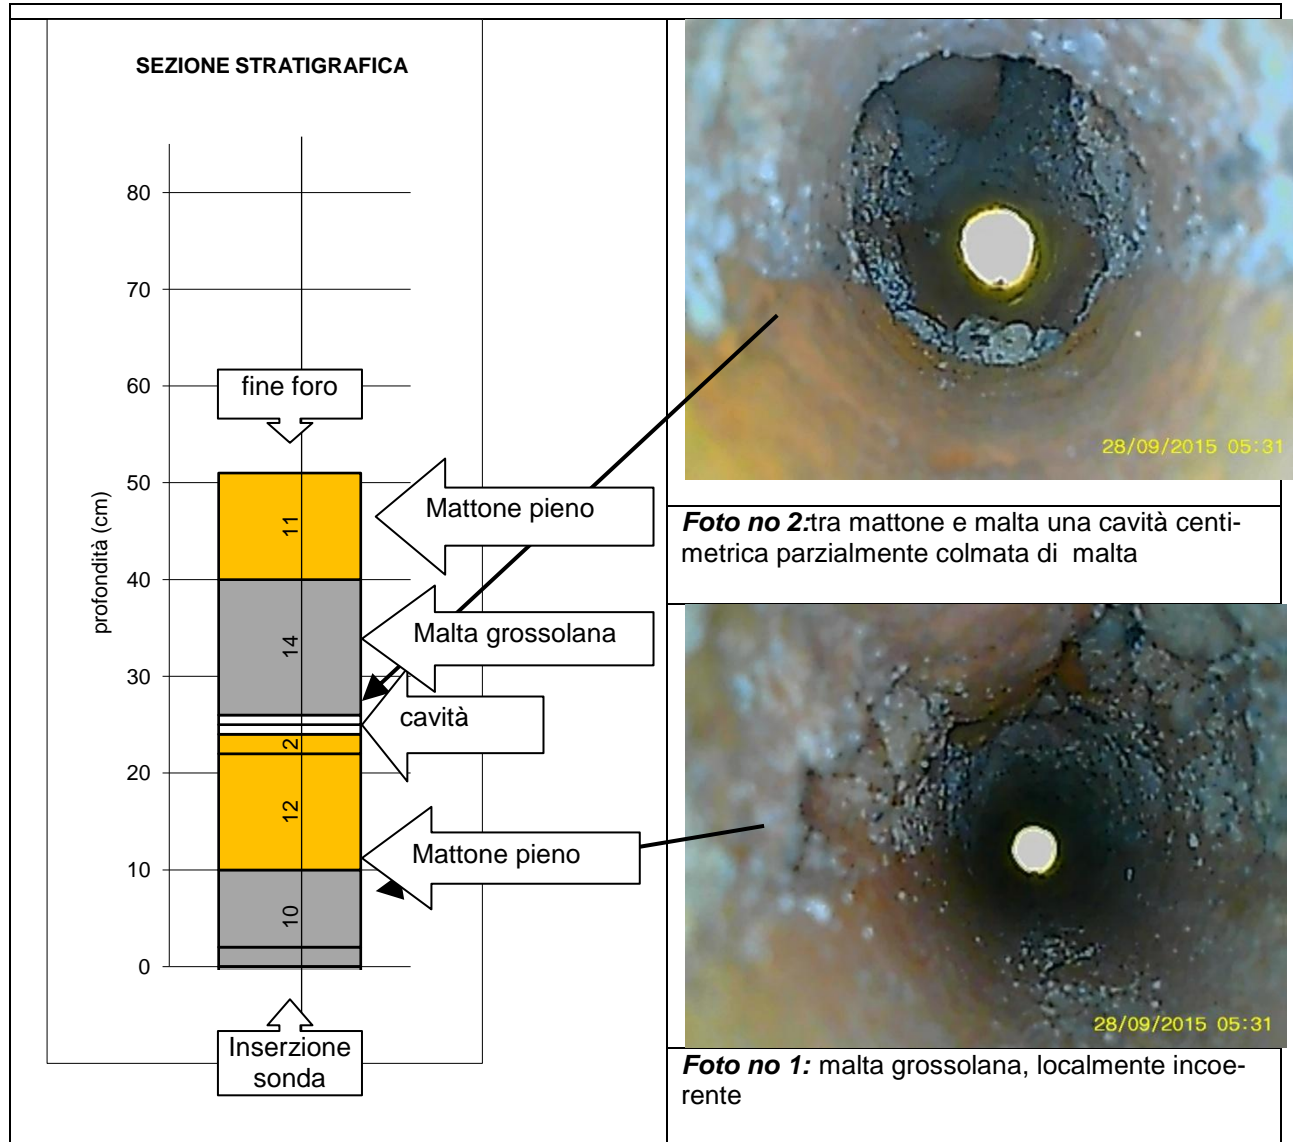 SEZIONE STRATIGRAFICA
80
70
60
50
40
30
20
10
0
profondità (cm)
fine foro
11
14
2
12
10
Mattone pieno
Malta grossolana
cavità
Mattone pieno
Inserzione
sonda
28/09/2015 05:31
Foto no 2:tra mattone e malta una cavità centi-
metrica parzialmente colmata di malta
28/09/2015 05:31
Foto no 1: malta grossolana, localmente incoe-
rente